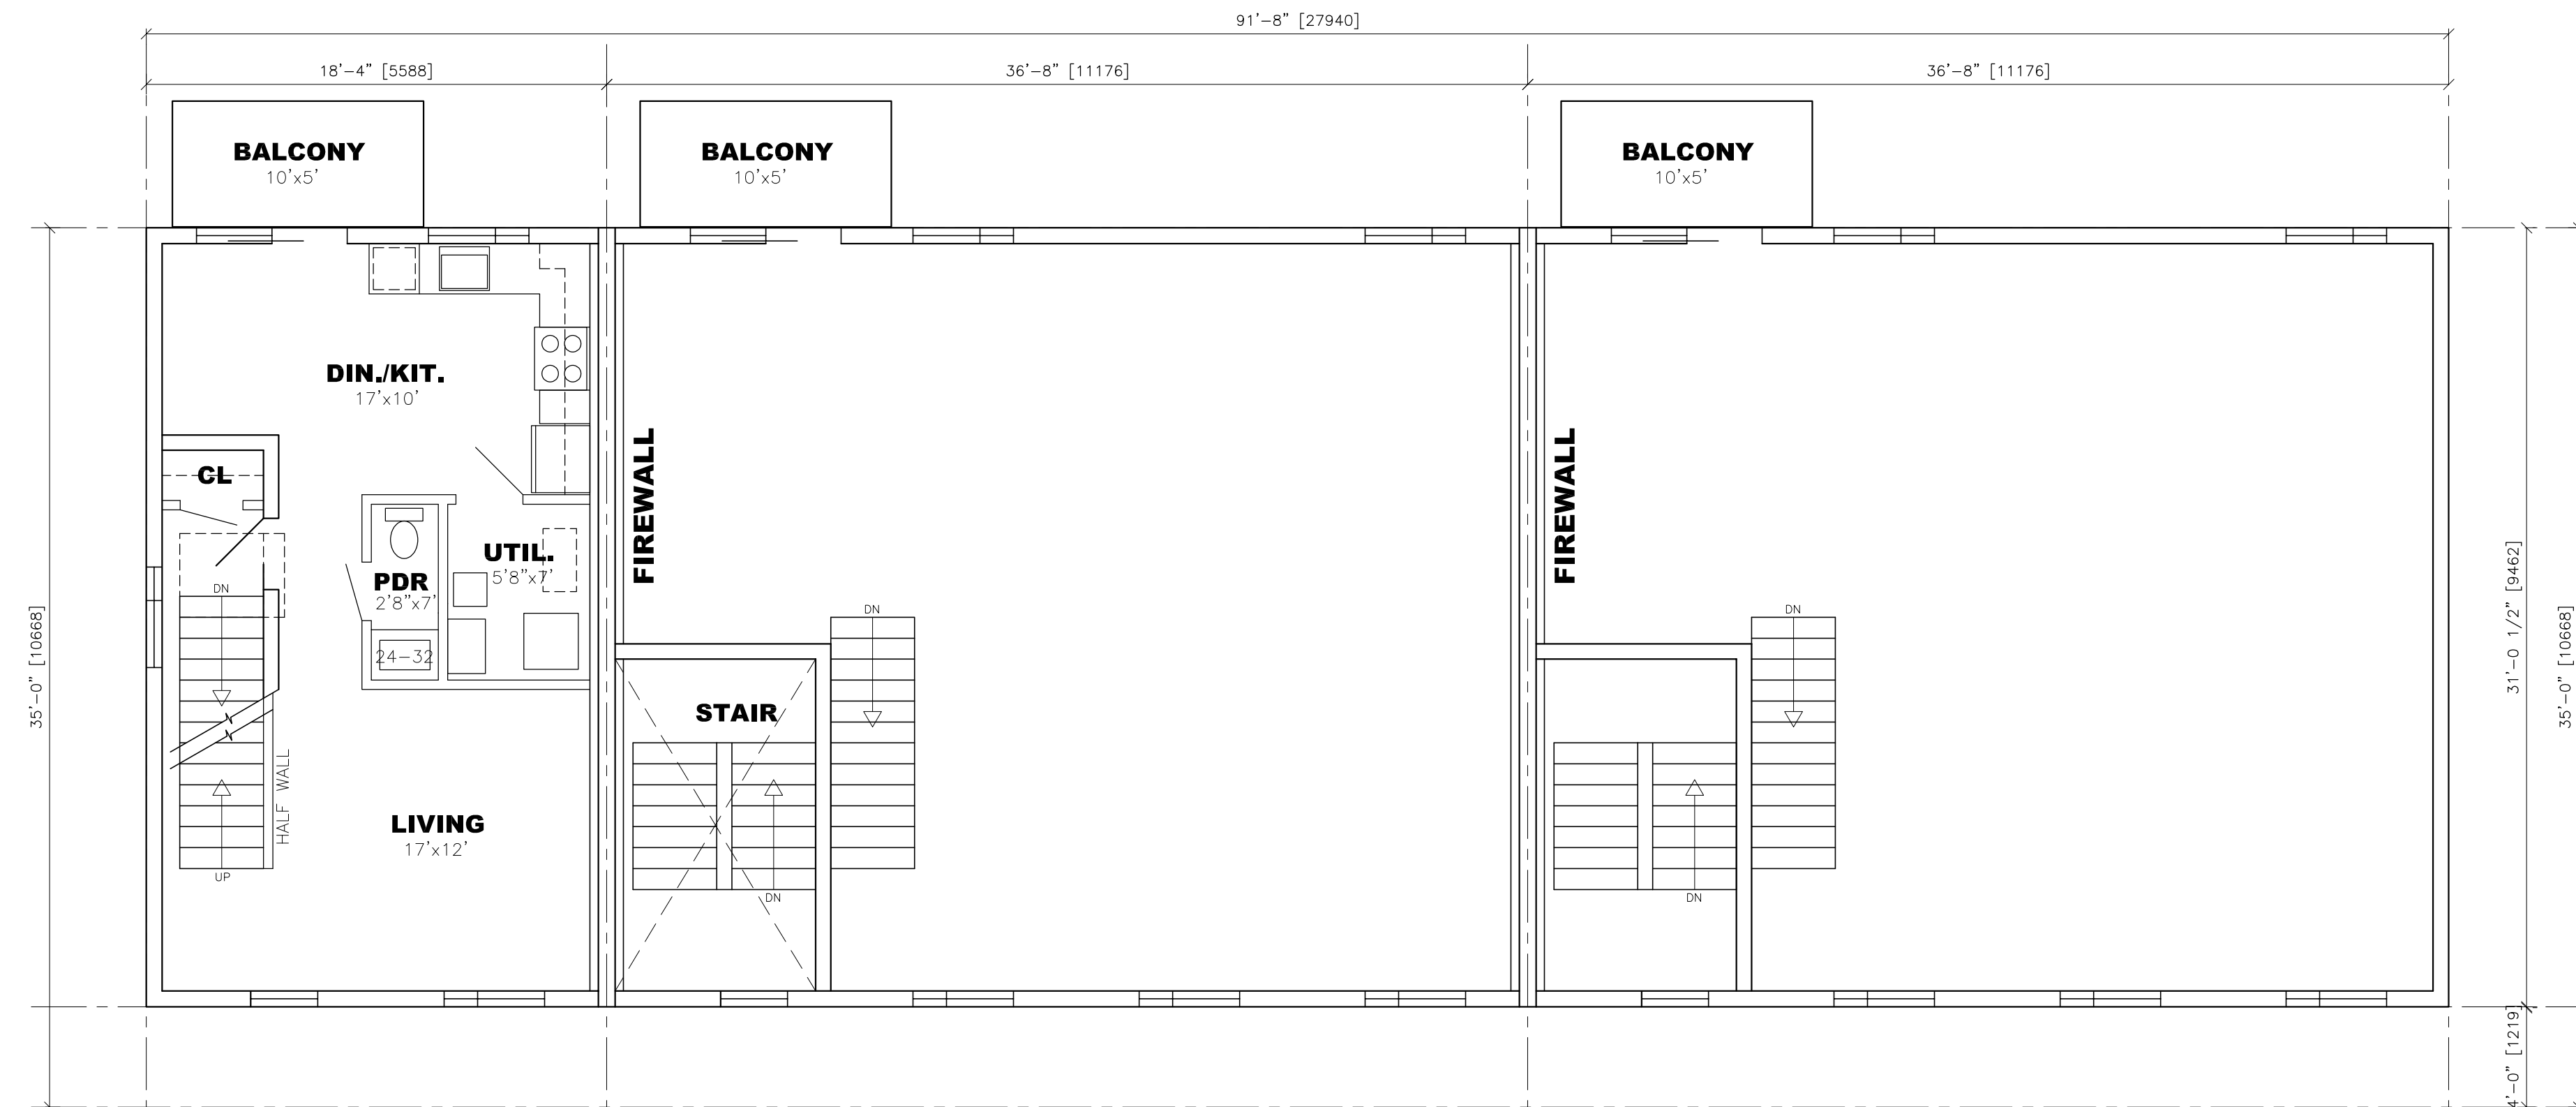 91'-8" [27940]
18'-4" [5588]
36'-8" [11176]
36'-8" [11176]
BALCONY
10'x5'
BALCONY
10'x5'
BALCONY
10'x5'
DIN./KIT.
17'x10'
CL
UTIL.
5'8"x7'
PDR
2'8"x7'
24-32
DN
UP
HALF WALL
LIVING
17'x12'
FIREWALL
STAIR
DN
DN
FIREWALL
DN
DN
35'-0" [10668]
31'-0 1/2" [9462]
35'-0" [10668]
4'-0" [1219]